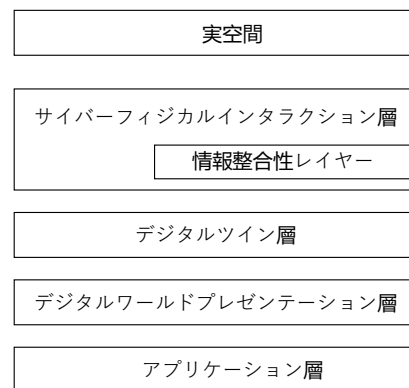 実空間
サイバーフィジカルインタラクション層
情報整合性レイヤー
デジタルツイン層
デジタルワールドプレゼンテーション層
アプリケーション層